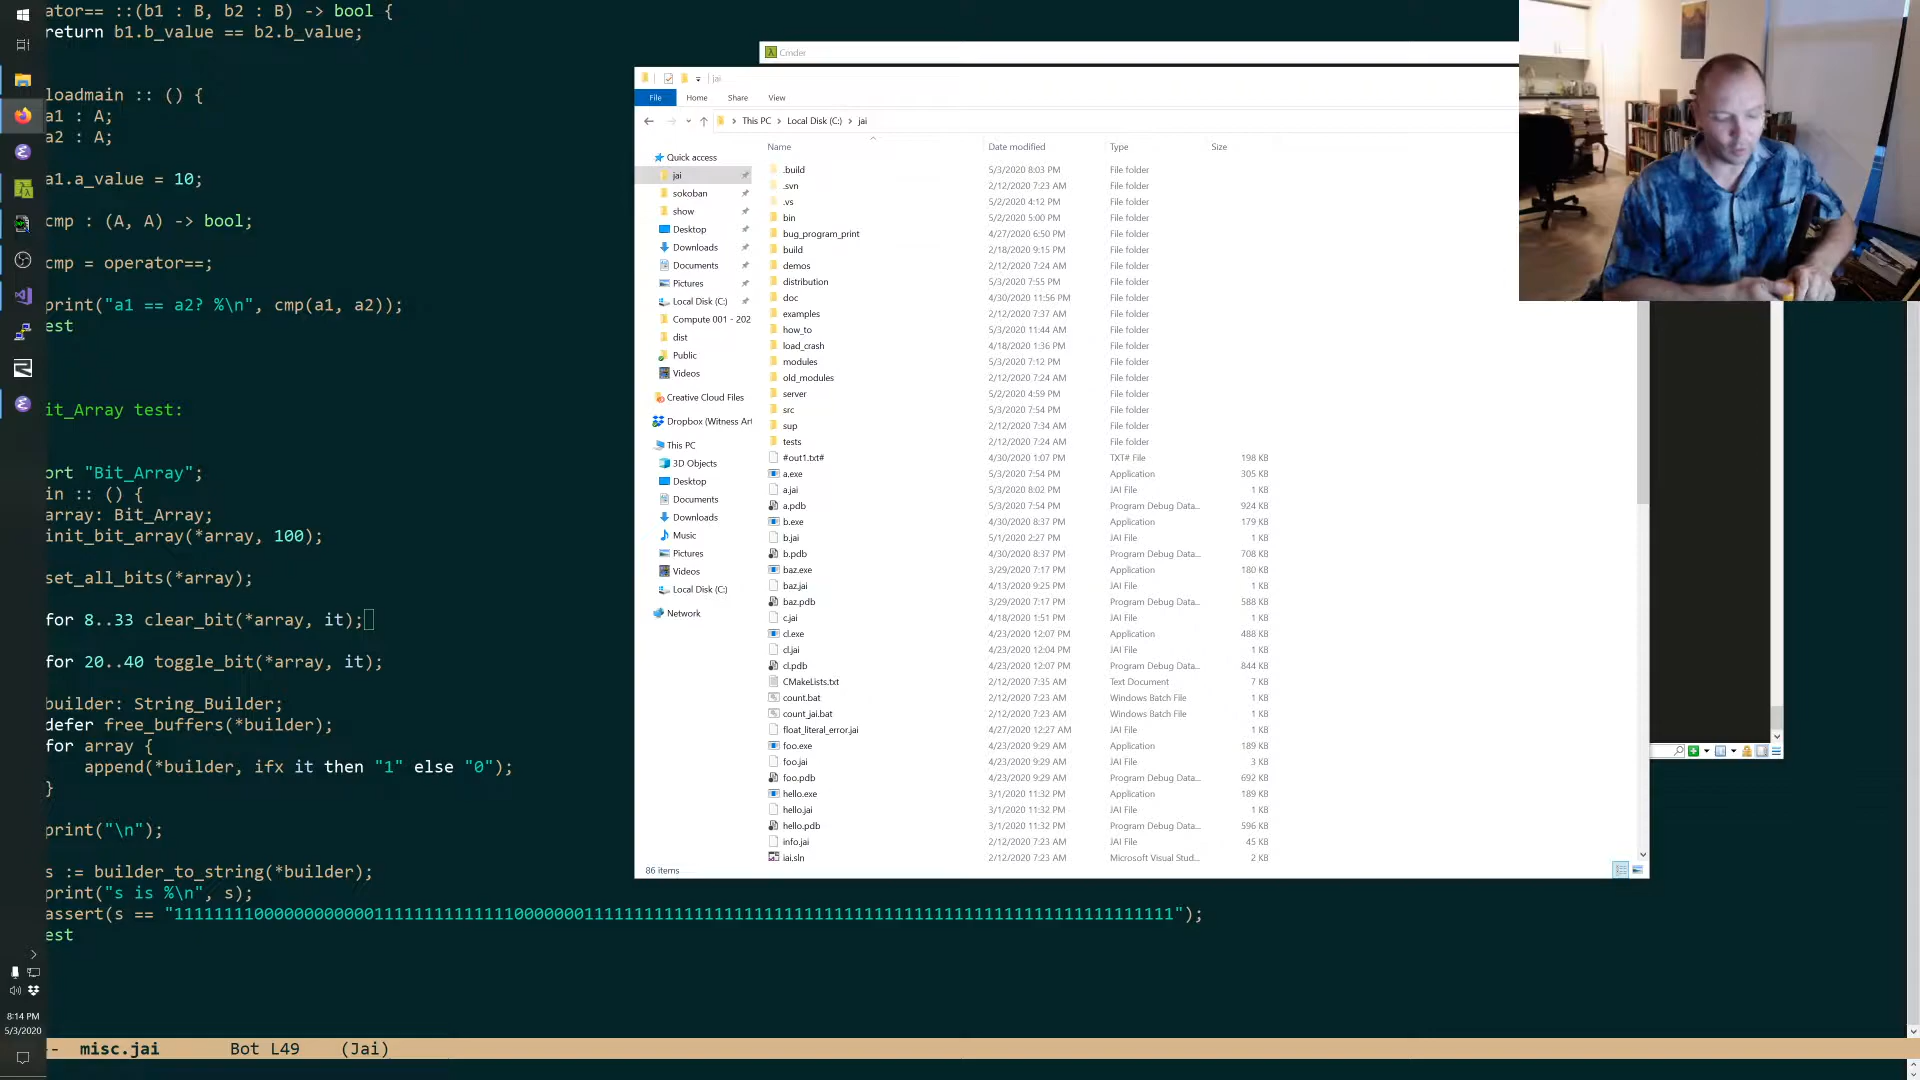 ator== ::(b1 : B, b2 : B) -> bool {
return b1.b_value == b2.b_value;
loadmain :: () {
a1 : A;
a2 : A;
a1.a_value = 10;
cmp : (A, A) -> bool;
cmp = operator==;
print("a1 == a2? %\n", cmp(a1, a2));
est
it_Array test:
ort "Bit_Array";
in :: () {
array: Bit_Array;
init_bit_array(*array, 100);
set_all_bits(*array);
for 8..33 clear_bit(*array, it);
for 20..40 toggle_bit(*array, it);
builder: String_Builder;
defer free_buffers(*builder);
for array {
append(*builder, ifx it then "1" else "0");
}
print("\n");
s := builder_to_string(*builder);
print("s is %\n", s);
est
-- misc.jai Bot L49 (Jai)
8:14 PM
5/3/2020
Cmder
jai
File Home Share View
This PC > Local Disk (C:) > jai
Quick access
jai
sokoban
show
Desktop
Downloads
Documents
Pictures
Local Disk (C:)
Compute 001 - 202
dist
Public
Videos
Creative Cloud Files
Dropbox (Witness Art
This PC
3D Objects
Desktop
Documents
Downloads
Music
Pictures
Videos
Local Disk (C:)
Network
Name Date modified Type Size
.build 5/3/2020 8:03 PM File folder
.svn 2/12/2020 7:23 AM File folder
.vs 5/2/2020 4:12 PM File folder
bin 5/2/2020 5:00 PM File folder
bug_program_print 4/27/2020 6:50 PM File folder
build 2/18/2020 9:15 PM File folder
demos 2/12/2020 7:24 AM File folder
distribution 5/3/2020 7:55 PM File folder
doc 4/30/2020 11:56 PM File folder
examples 2/12/2020 7:37 AM File folder
how_to 5/3/2020 11:44 AM File folder
load_crash 4/18/2020 1:36 PM File folder
modules 5/3/2020 7:12 PM File folder
old_modules 2/12/2020 7:24 AM File folder
server 5/2/2020 4:59 PM File folder
src 5/3/2020 7:54 PM File folder
sup 2/12/2020 7:34 AM File folder
tests 2/12/2020 7:24 AM File folder
#out1.txt# 4/30/2020 1:07 PM TXT# File 198 KB
a.exe 5/3/2020 7:54 PM Application 305 KB
a.jai 5/3/2020 8:02 PM JAI File 1 KB
a.pdb 5/3/2020 7:54 PM Program Debug Data... 924 KB
b.exe 4/30/2020 8:37 PM Application 179 KB
b.jai 5/1/2020 2:27 PM JAI File 1 KB
b.pdb 4/30/2020 8:37 PM Program Debug Data... 708 KB
baz.exe 3/29/2020 7:17 PM Application 180 KB
baz.jai 4/13/2020 9:25 PM JAI File 1 KB
baz.pdb 3/29/2020 7:17 PM Program Debug Data... 588 KB
c.jai 4/18/2020 1:51 PM JAI File 1 KB
cl.exe 4/23/2020 12:07 PM Application 488 KB
cl.jai 4/23/2020 12:04 PM JAI File 1 KB
cl.pdb 4/23/2020 12:07 PM Program Debug Data... 844 KB
CMakeLists.txt 2/12/2020 7:35 AM Text Document 7 KB
count.bat 2/12/2020 7:23 AM Windows Batch File 1 KB
count_jai.bat 2/12/2020 7:23 AM Windows Batch File 1 KB
float_literal_error.jai 4/27/2020 12:27 AM JAI File 1 KB
foo.exe 4/23/2020 9:29 AM Application 189 KB
foo.jai 4/23/2020 9:29 AM JAI File 3 KB
foo.pdb 4/23/2020 9:29 AM Program Debug Data... 692 KB
hello.exe 3/1/2020 11:32 PM Application 189 KB
hello.jai 3/1/2020 11:32 PM JAI File 1 KB
hello.pdb 3/1/2020 11:32 PM Program Debug Data... 596 KB
info.jai 2/12/2020 7:23 AM JAI File 45 KB
jai.sln 2/12/2020 7:23 AM Microsoft Visual Stud... 2 KB
86 items